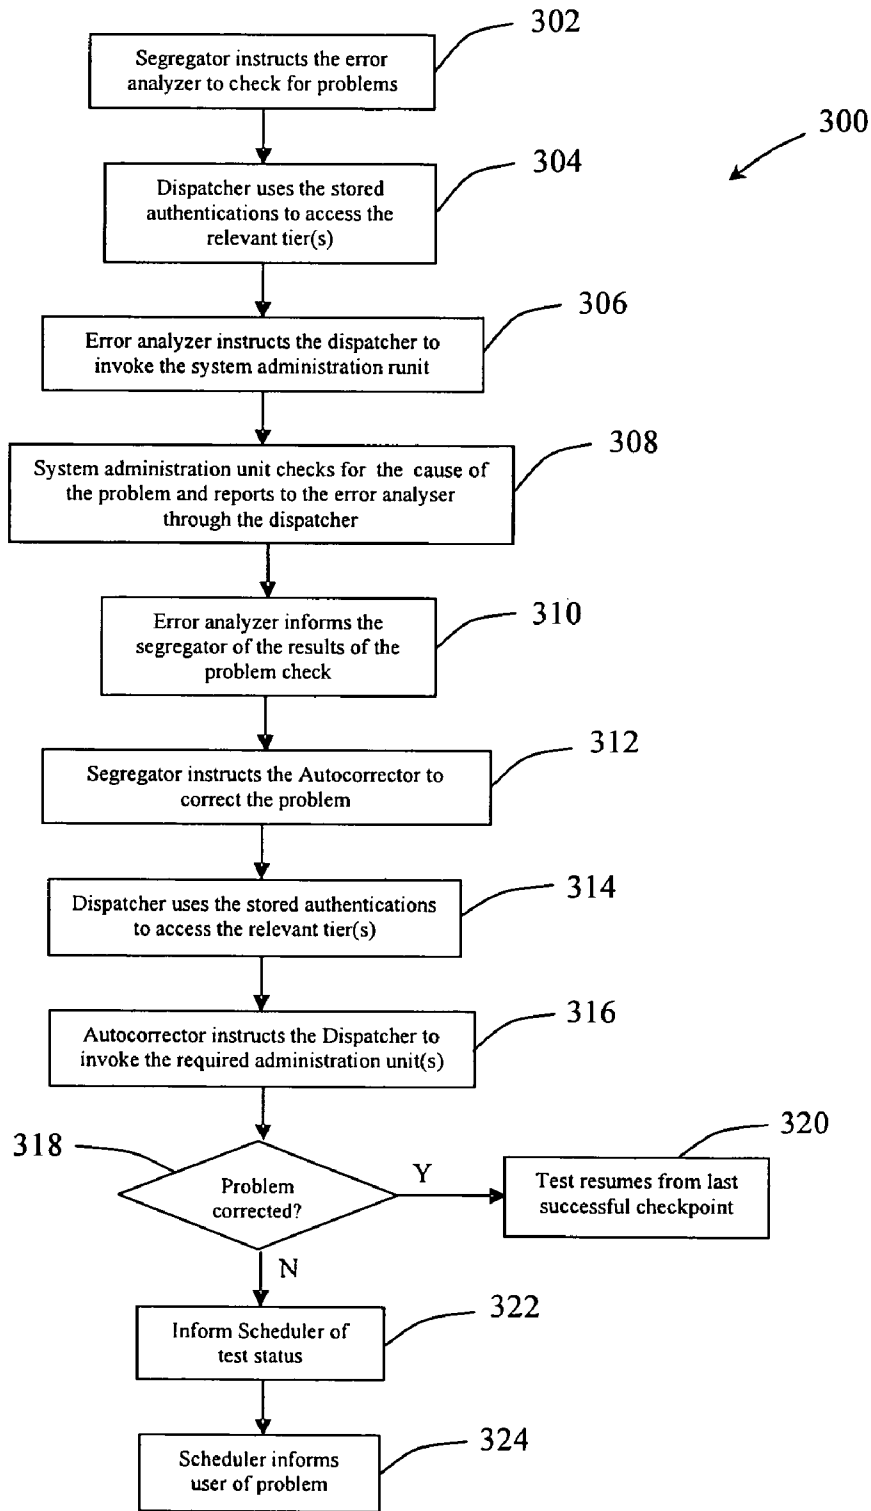 302
Segregator instructs the error
analyzer to check for problems
300
304
Dispatcher uses the stored
authentications to access the
relevant tier(s)
306
Error analyzer instructs the dispatcher to
invoke the system administration runit
308
System administration unit checks for the cause of
the problem and reports to the error analyser
through the dispatcher
310
Error analyzer informs the
segregator of the results of the
problem check
312
Segregator instructs the Autocorrector to
correct the problem
314
Dispatcher uses the stored authentications
to access the relevant tier(s)
316
Autocorrector instructs the Dispatcher to
invoke the required administration unit(s)
318
Problem
corrected?
Y
320
Test resumes from last
successful checkpoint
N
322
Inform Scheduler of
test status
324
Scheduler informs
user of problem